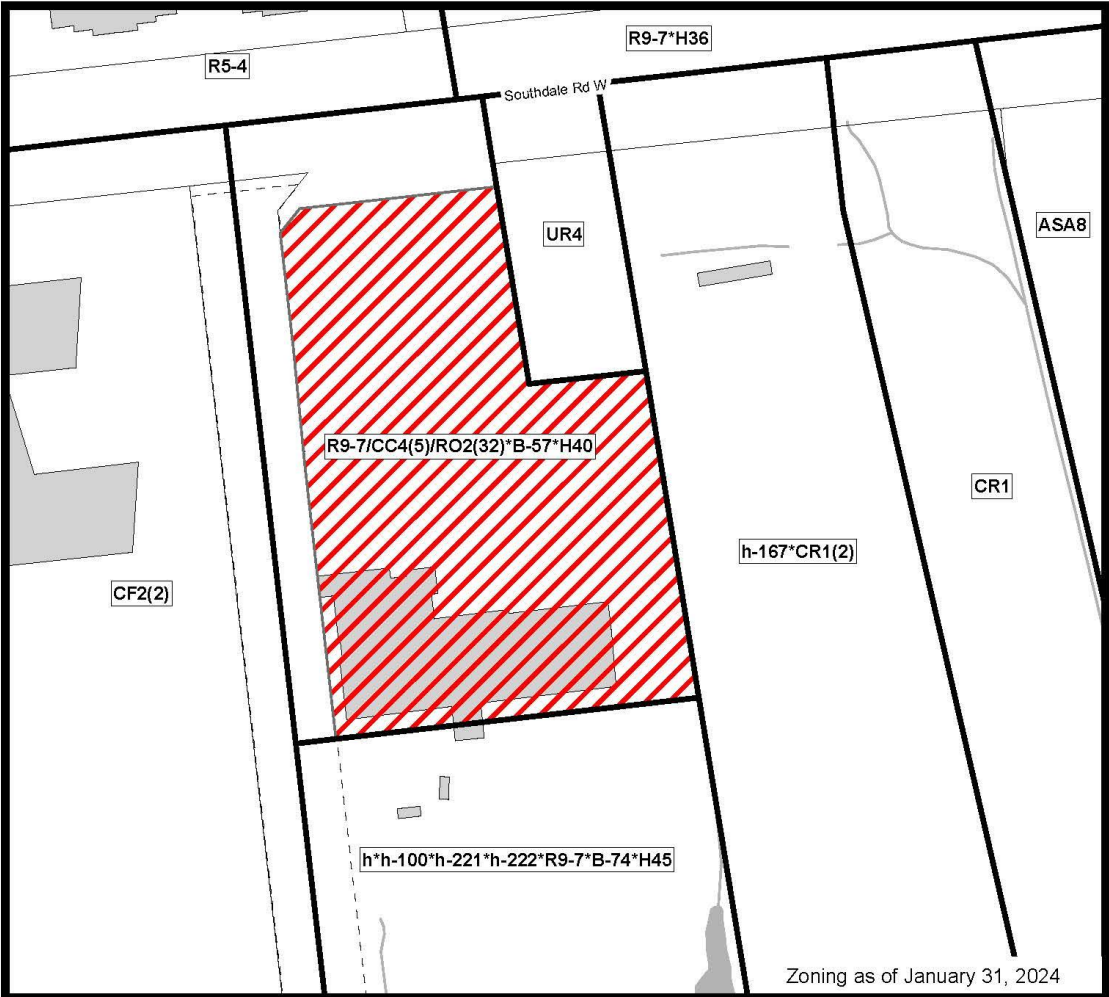 R9-7*H36
R5-4
Southdale Rd W
ASA8
UR4
R9-7/CC4(5)/RO2(32)*B-57*H40
CR1
h-167*CR1(2)
CF2(2)
h*h-100*h-221*h-222*R9-7*B-74*H45
Zoning as of January 31, 2024